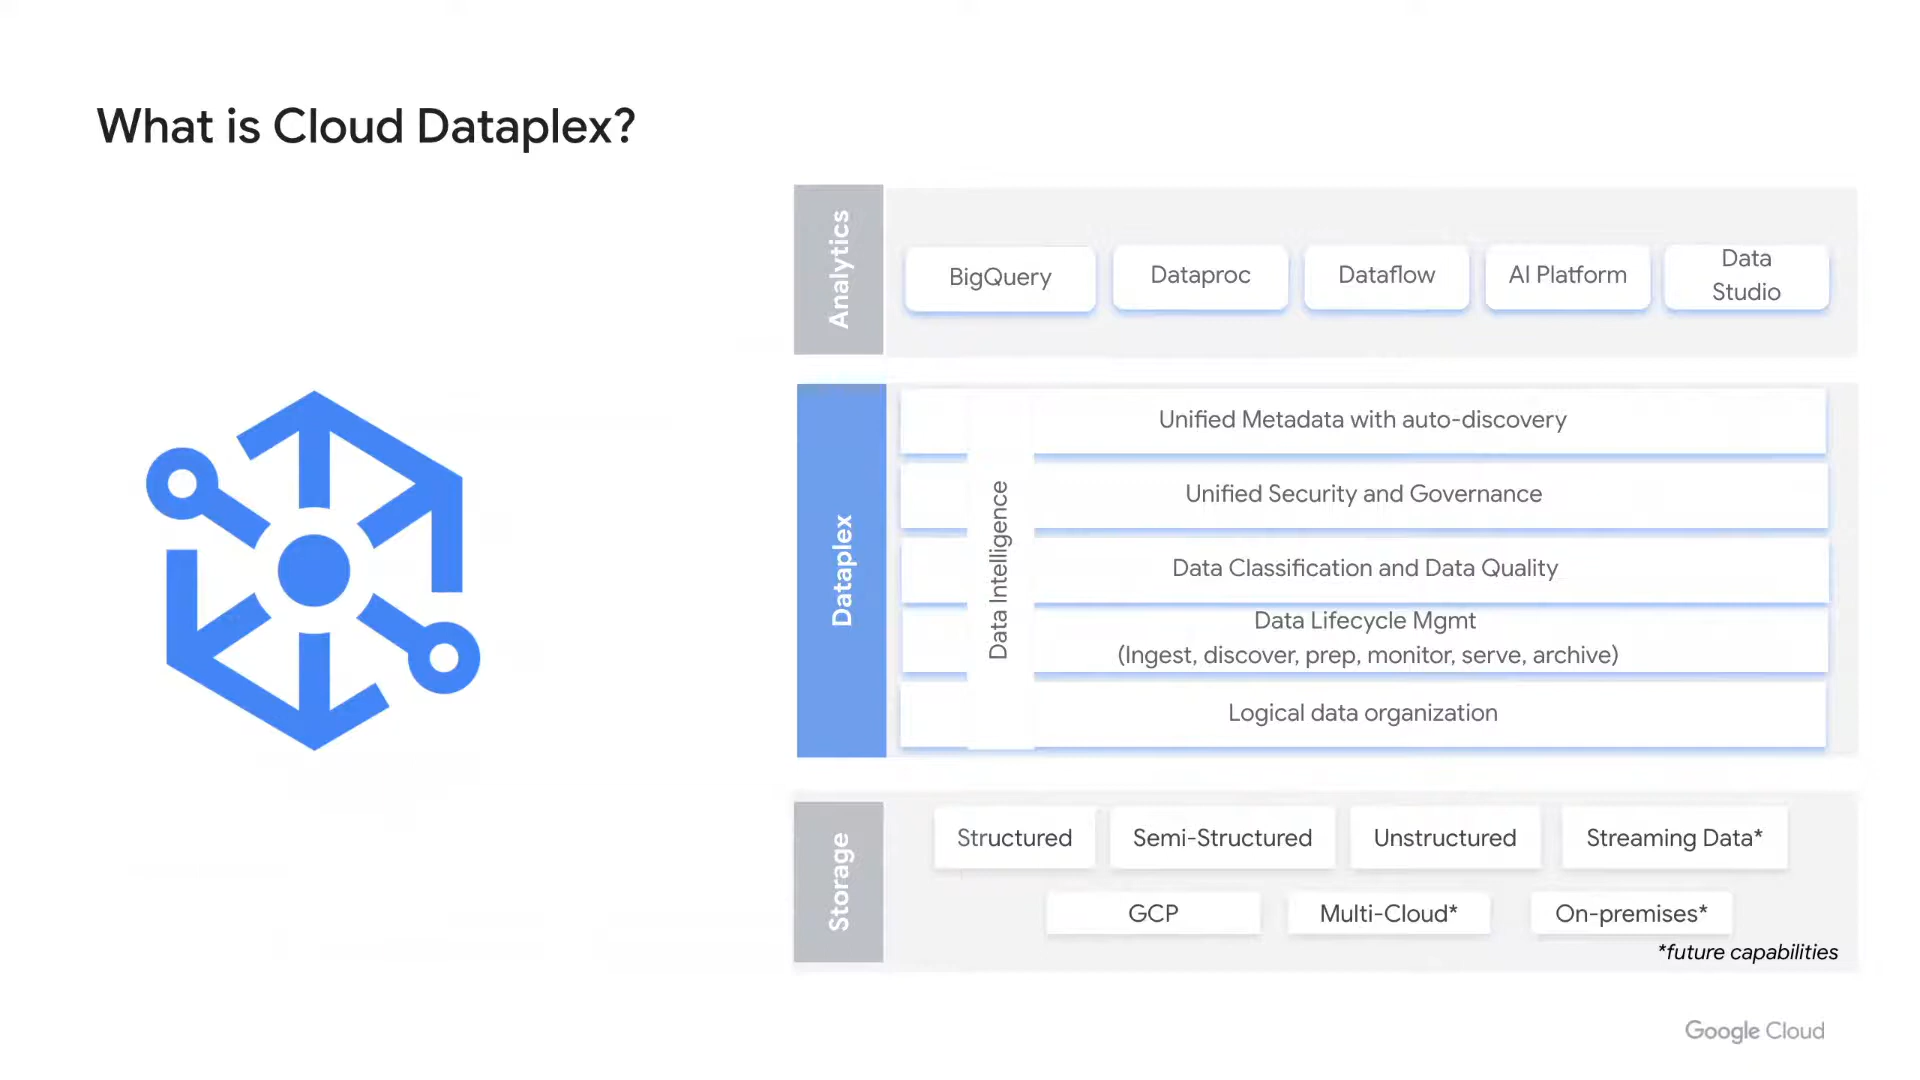 What is Cloud Dataplex?
Analytics
BigQuery
Dataproc
Dataflow
AI Platform
Data
Studio
Dataplex
Data Intelligence
Unified Metadata with auto-discovery
Unified Security and Governance
Data Classification and Data Quality
Data Lifecycle Mgmt
(Ingest, discover, prep, monitor, serve, archive)
Logical data organization
Storage
Structured
Semi-Structured
Unstructured
Streaming Data*
GCP
Multi-Cloud*
On-premises*
*future capabilities
Google Cloud